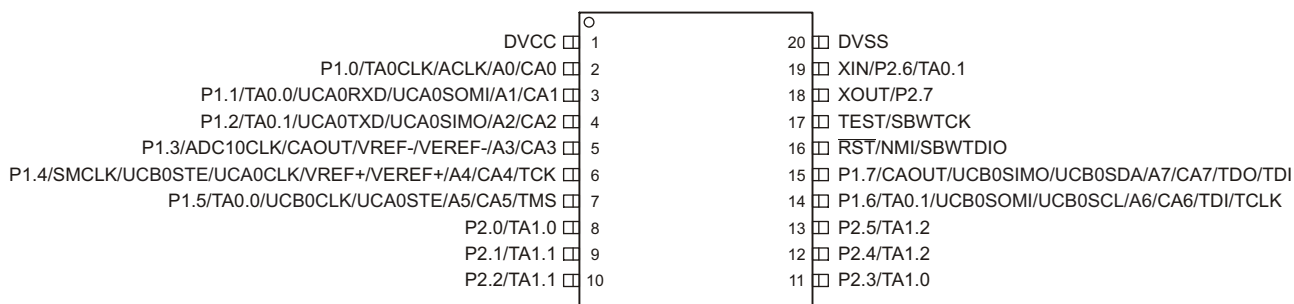 DVCC 1 20 DVSS
P1.0/TA0CLK/ACLK/A0/CA0 2 19 XIN/P2.6/TA0.1
P1.1/TA0.0/UCA0RXD/UCA0SOMI/A1/CA1 3 18 XOUT/P2.7
P1.2/TA0.1/UCA0TXD/UCA0SIMO/A2/CA2 4 17 TEST/SBWTCK
P1.3/ADC10CLK/CAOUT/VREF-/VEREF-/A3/CA3 5 16 RST/NMI/SBWTDIO
P1.4/SMCLK/UCB0STE/UCA0CLK/VREF+/VEREF+/A4/CA4/TCK 6 15 P1.7/CAOUT/UCB0SIMO/UCB0SDA/A7/CA7/TDO/TDI
P1.5/TA0.0/UCB0CLK/UCA0STE/A5/CA5/TMS 7 14 P1.6/TA0.1/UCB0SOMI/UCB0SCL/A6/CA6/TDI/TCLK
P2.0/TA1.0 8 13 P2.5/TA1.2
P2.1/TA1.1 9 12 P2.4/TA1.2
P2.2/TA1.1 10 11 P2.3/TA1.0